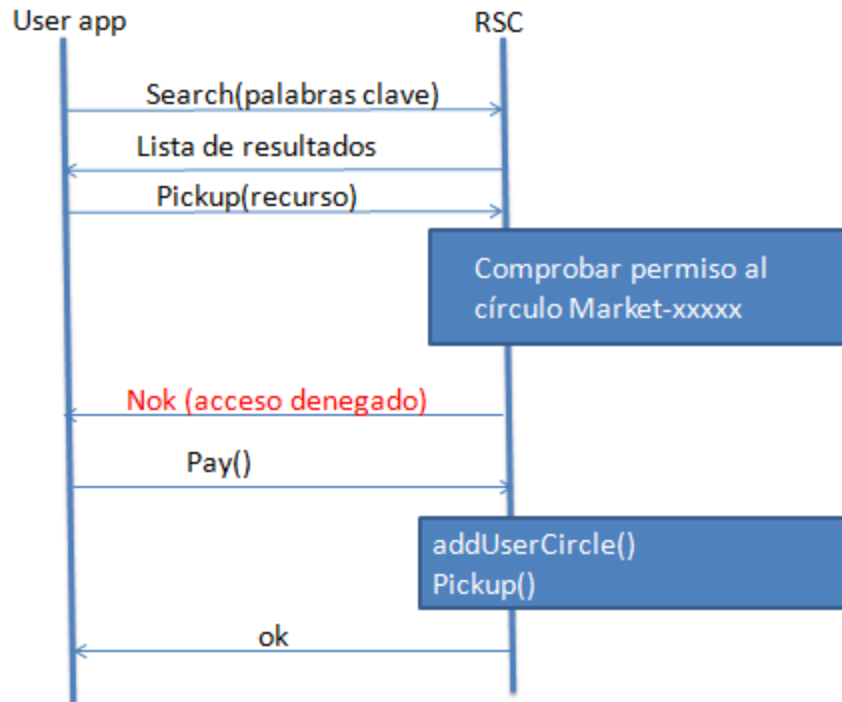 User app
RSC
Search(palabras clave)
Lista de resultados
Pickup(recurso)
Comprobar permiso al
círculo Market-xxxxx
Nok (acceso denegado)
Pay()
addUserCircle()
Pickup()
ok